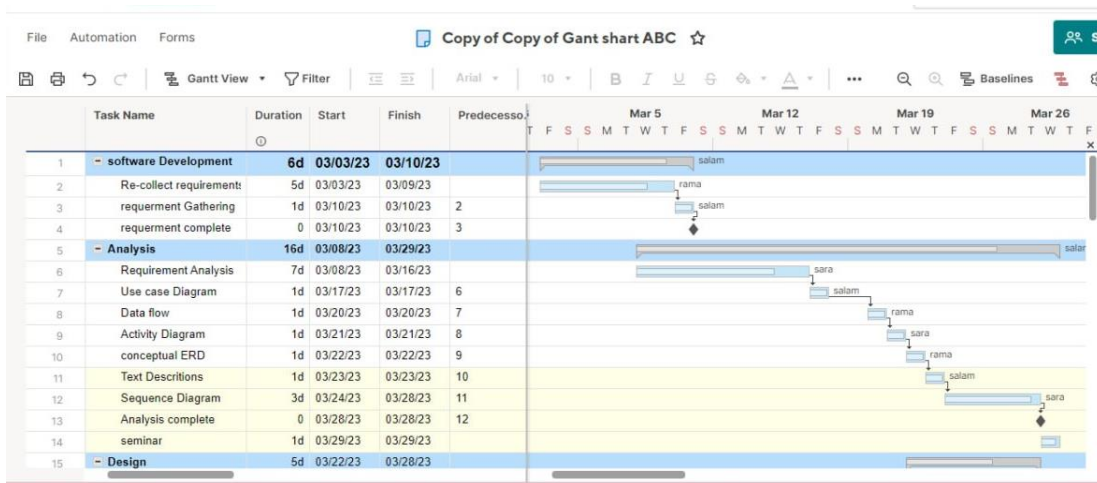 File Automation Forms Copy of Copy of Gant shart ABC
Gantt View Filter Arial 10 B I U S A Baselines
Task Name Duration Start Finish Predecesso. Mar 5 Mar 12 Mar 19 Mar 26
T F S S M T W T F S S M T W T F S S M T W T F S S M T W T F
1 software Development 6d 03/03/23 03/10/23 salam
2 Re-collect requirements 5d 03/03/23 03/09/23 rama
3 requerment Gathering 1d 03/10/23 03/10/23 2 salam
4 requerment complete 0 03/10/23 03/10/23 3
5 Analysis 16d 03/08/23 03/29/23 salar
6 Requirement Analysis 7d 03/08/23 03/16/23 sara
7 Use case Diagram 1d 03/17/23 03/17/23 6 salam
8 Data flow 1d 03/20/23 03/20/23 7 rama
9 Activity Diagram 1d 03/21/23 03/21/23 8 sara
10 conceptual ERD 1d 03/22/23 03/22/23 9 rama
11 Text Descritions 1d 03/23/23 03/23/23 10 salam
12 Sequence Diagram 3d 03/24/23 03/28/23 11 sara
13 Analysis complete 0 03/28/23 03/28/23 12
14 seminar 1d 03/29/23 03/29/23
15 Design 5d 03/22/23 03/28/23